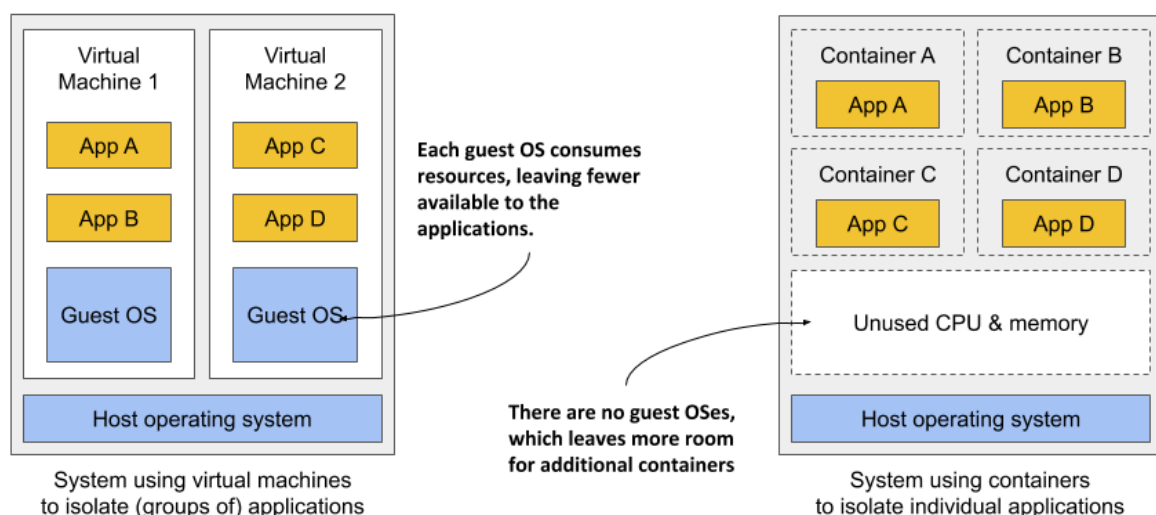 Virtual
Machine 1
App A
App B
Guest OS
Virtual
Machine 2
App C
App D
Guest OS
Host operating system
System using virtual machines
to isolate (groups of) applications
Each guest OS consumes
resources, leaving fewer
available to the
applications.
There are no guest OSes,
which leaves more room
for additional containers
Container A
App A
Container B
App B
Container C
App C
Container D
App D
Unused CPU & memory
Host operating system
System using containers
to isolate individual applications